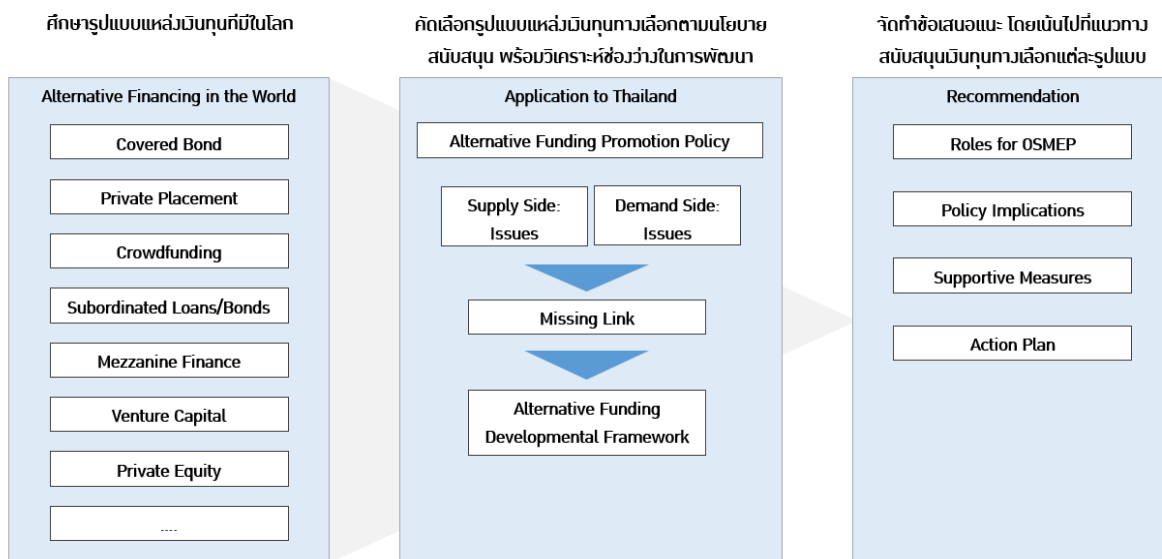 ศึกษารูปแบบแหล่งเงินทุนที่มีในโลก
Alternative Financing in the World
Covered Bond
Private Placement
Crowdfunding
Subordinated Loans/Bonds
Mezzanine Finance
Venture Capital
Private Equity
....
คัดเลือกรูปแบบแหล่งเงินทุนทางเลือกตามนโยบาย
สนับสนุน พร้อมวิเคราะห์ช่องว่างในการพัฒนา
Application to Thailand
Alternative Funding Promotion Policy
Supply Side:
Issues
Demand Side:
Issues
Missing Link
Alternative Funding
Developmental Framework
จัดทำข้อเสนอแนะ โดยเน้นไปที่แนวทาง
สนับสนุนเงินทุนทางเลือกแต่ละรูปแบบ
Recommendation
Roles for OSMEP
Policy Implications
Supportive Measures
Action Plan